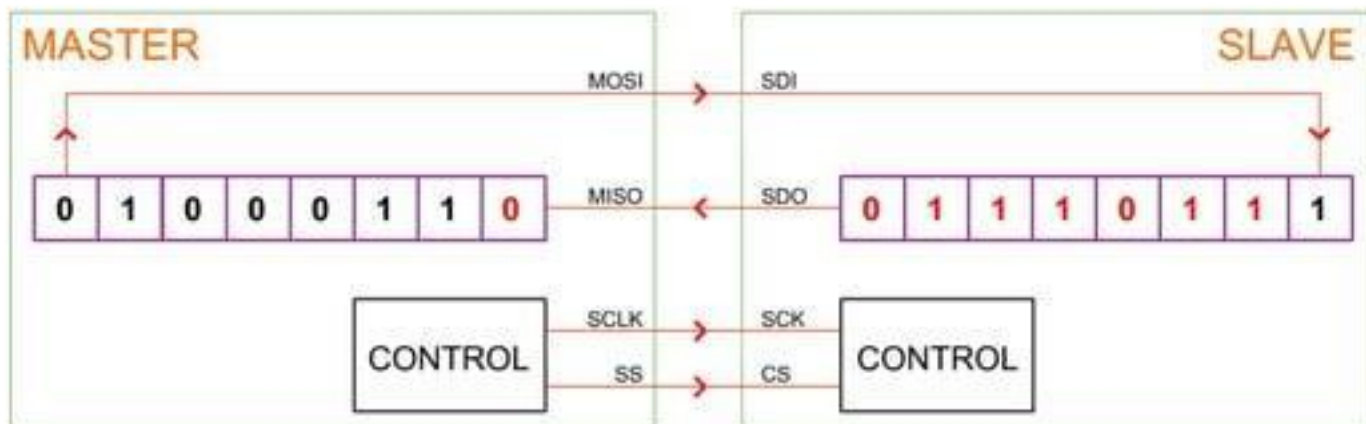 MASTER
SLAVE
MOSI
SDI
0 1 0 0 0 1 1 0
MISO
SDO
0 1 1 1 0 1 1 1
CONTROL
SCLK
SCK
SS
CS
CONTROL